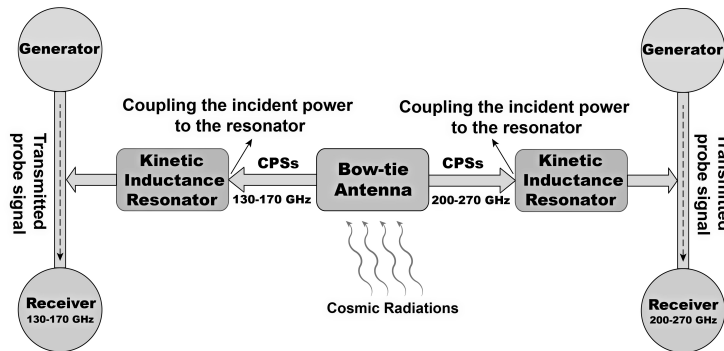 Generator
Generator
Coupling the incident power
to the resonator
Coupling the incident power
to the resonator
Transmitted
probe signal
Kinetic
Inductance
Resonator
CPSs
130-170 GHz
Bow-tie
Antenna
CPSs
200-270 GHz
Kinetic
Inductance
Resonator
probe signal
Cosmic Radiations
Receiver
130-170 GHz
Receiver
200-270 GHz